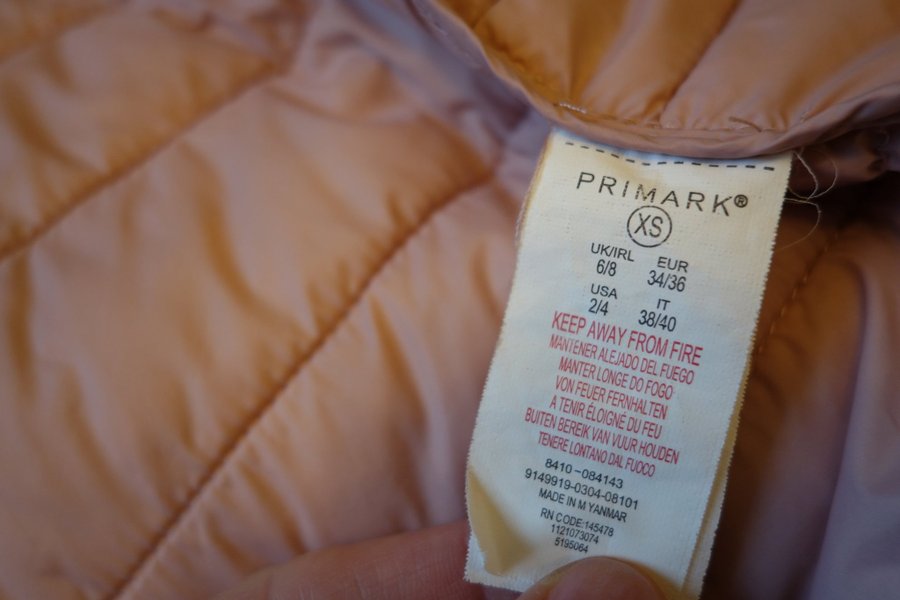 PRIMARK®
XS
UK/IRL EUR
6/8 34/36
USA IT
2/4 38/40
KEEP AWAY FROM FIRE
MANTENER ALEJADO DEL FUEGO
MANTER LONGE DO FOGO
VON FEUER FERNHALTEN
A TENIR ÉLOIGNÉ DU FEU
BUITEN BEREIK VAN VUUR HOUDEN
TENERE LONTANO DAL FUOCO
8410-084143
9149919-0304-08101
MADE IN MYANMAR
RN CODE:145478
1121073074
5195064